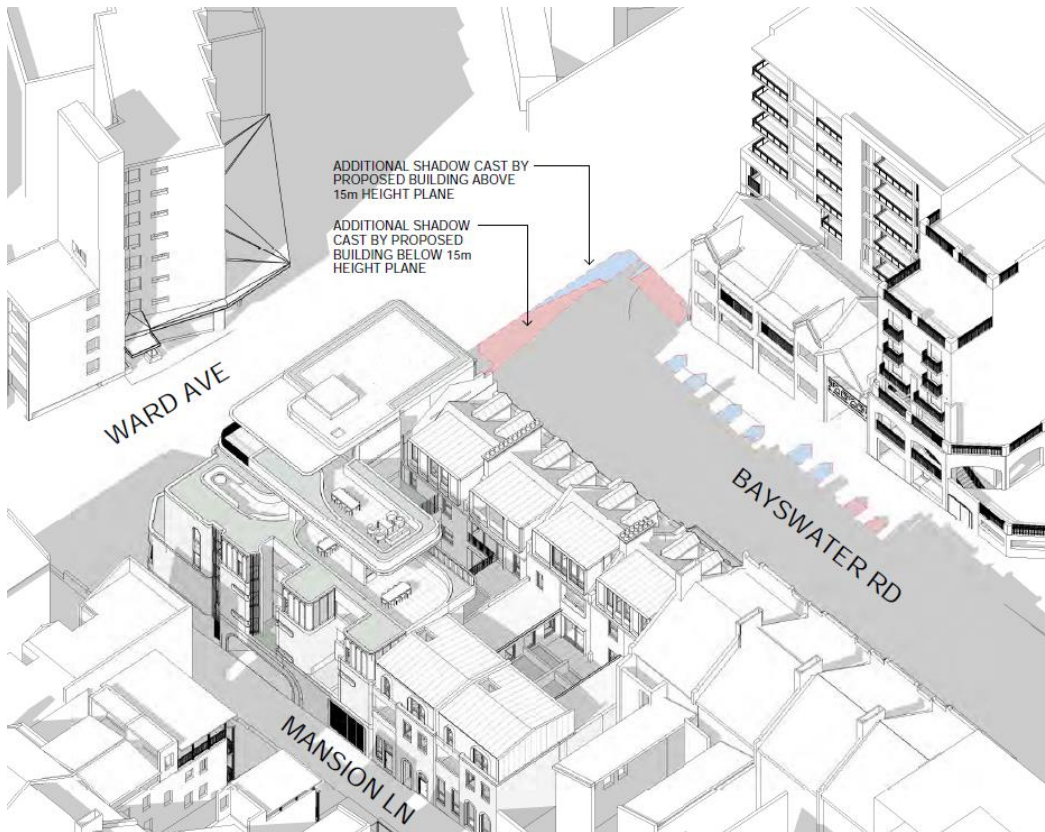 ADDITIONAL SHADOW CAST BY
PROPOSED BUILDING ABOVE
15m HEIGHT PLANE
ADDITIONAL SHADOW
CAST BY PROPOSED
BUILDING BELOW 15m
HEIGHT PLANE
WARD AVE
BAYSWATER RD
MANSION LN